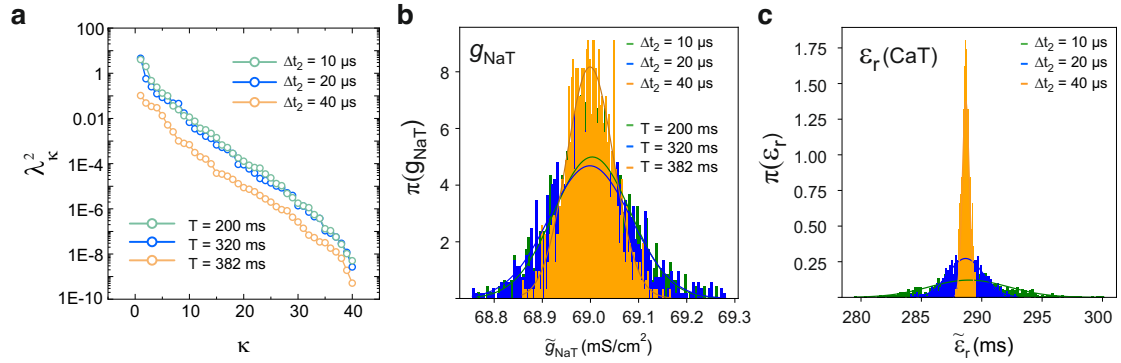 a
100
1
0.01
1E-4
1E-6
1E-8
1E-10
λ²κ
Δt₂ = 10 µs
Δt₂ = 20 µs
Δt₂ = 40 µs
T = 200 ms
T = 320 ms
T = 382 ms
0 10 20 30 40
κ
b
gNaT
8
6
4
2
π(gNaT)
Δt₂ = 10 µs
Δt₂ = 20 µs
Δt₂ = 40 µs
T = 200 ms
T = 320 ms
T = 382 ms
68.8 68.9 69.0 69.1 69.2 69.3
g̃NaT (mS/cm²)
c
εr(CaT)
1.75
1.50
1.25
1.00
0.75
0.50
0.25
π(εr)
Δt₂ = 10 µs
Δt₂ = 20 µs
Δt₂ = 40 µs
280 285 290 295 300
ε̃r (ms)